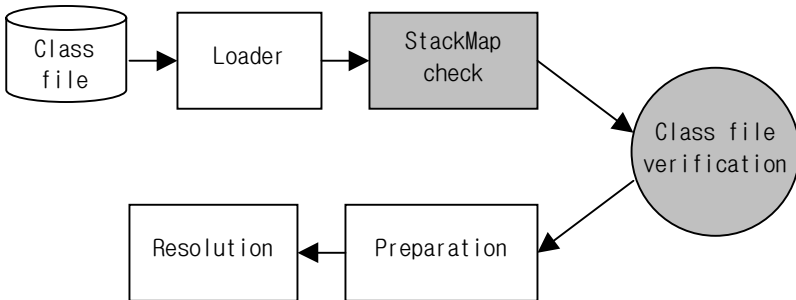 Class
file
Loader
StackMap
check
Class file
verification
Resolution
Preparation